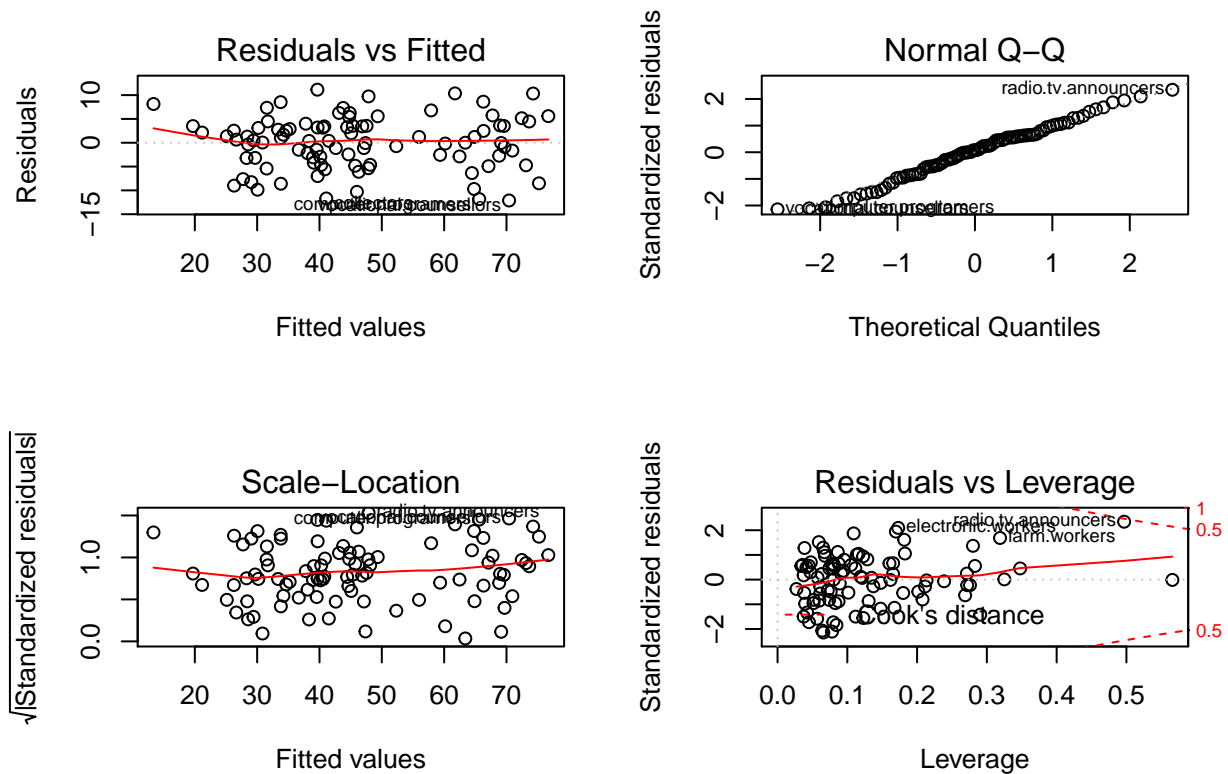 Residuals vs Fitted
Residuals
−15
0
10
20 30 40 50 60 70
Fitted values
vocational.counsellors
Normal Q−Q
Standardized residuals
−2
0
2
radio.tv.announcers
−2 −1 0 1 2
Theoretical Quantiles
Scale−Location
√|Standardized residuals|
0.0
1.0
radio.tv.announcers
20 30 40 50 60 70
Fitted values
Residuals vs Leverage
Standardized residuals
−2
0
2
radio.tv.announcers
electronic.workers
farm.workers
Cook's distance
1
0.5
0.5
0.0 0.1 0.2 0.3 0.4 0.5
Leverage